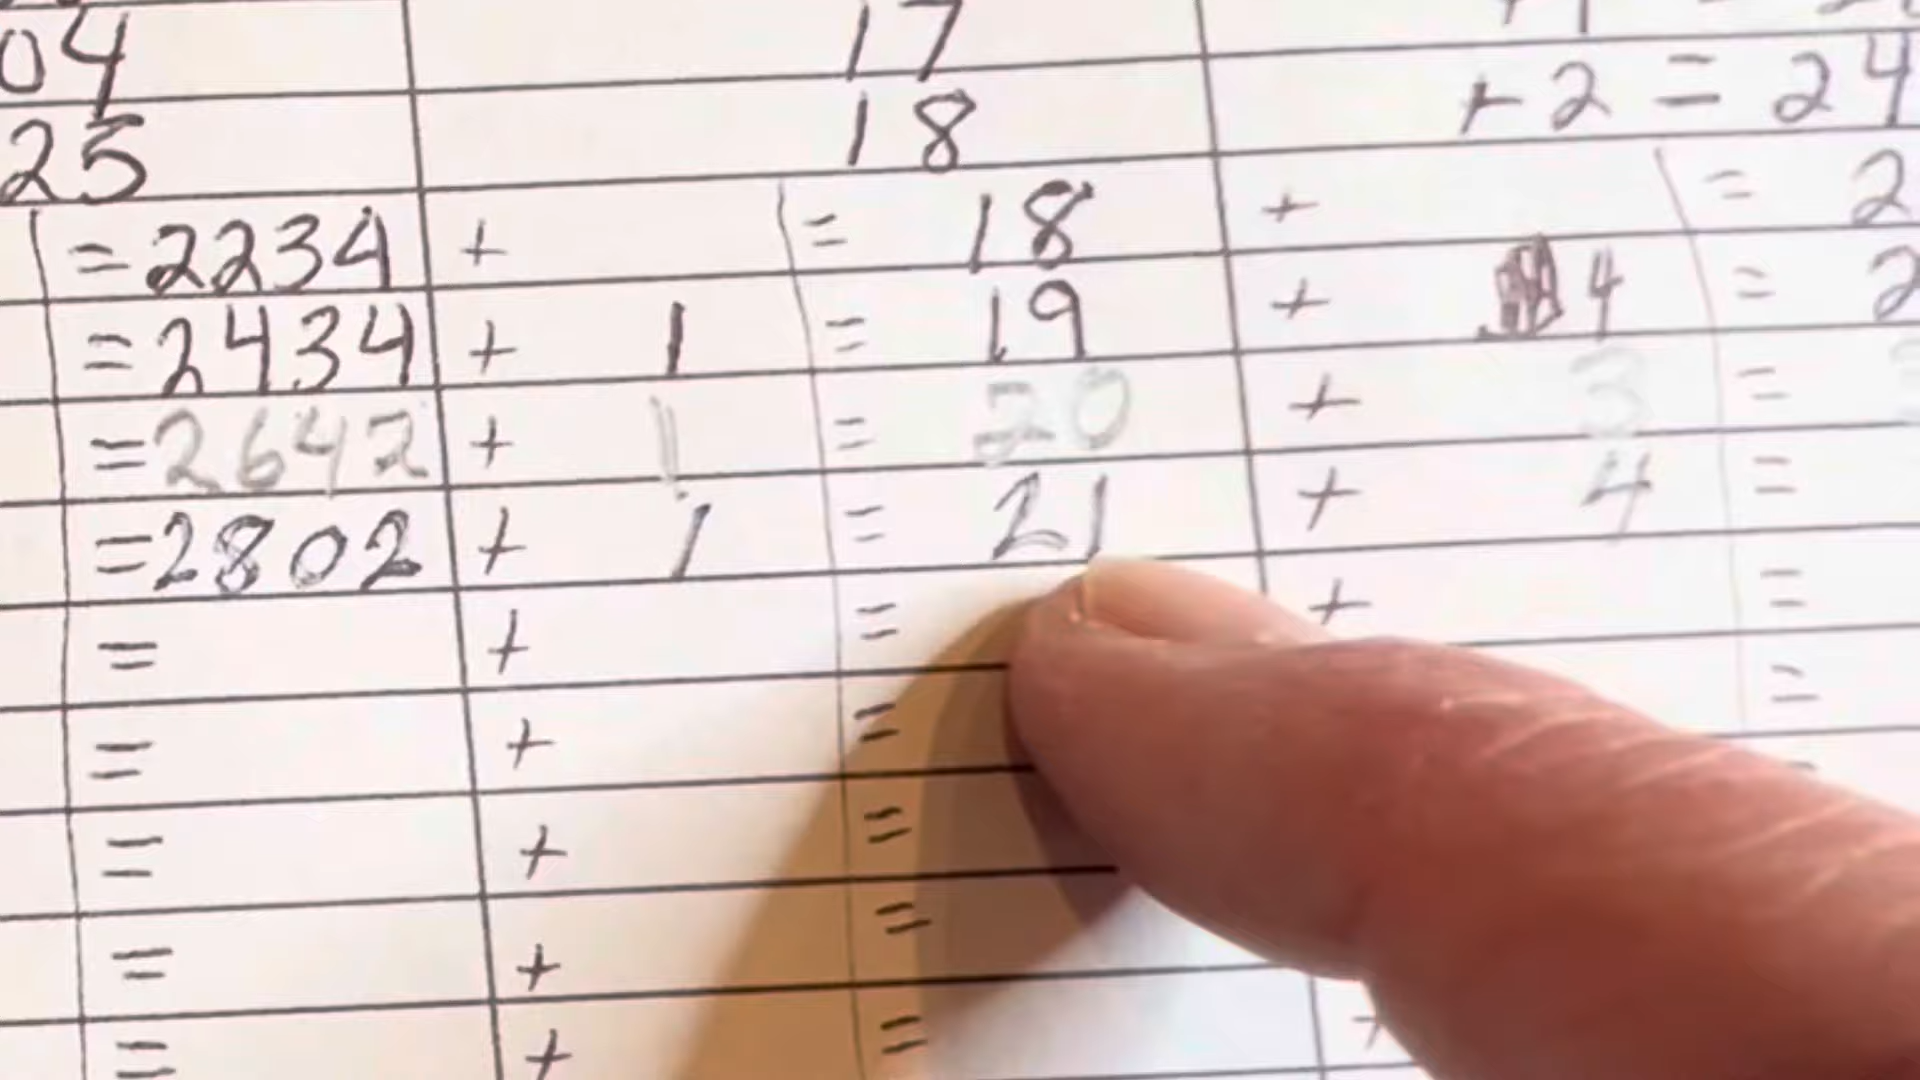 04 17
25 18 +2 = 24
= 2234 + = 18 + = 2
= 2434 + 1 = 19 + 4 = 2
= 2642 + 1 = 20 + 3 =
= 2802 + 1 = 21 + 4 =
= + = + =
= + = =
= + =
= + =
= + = +